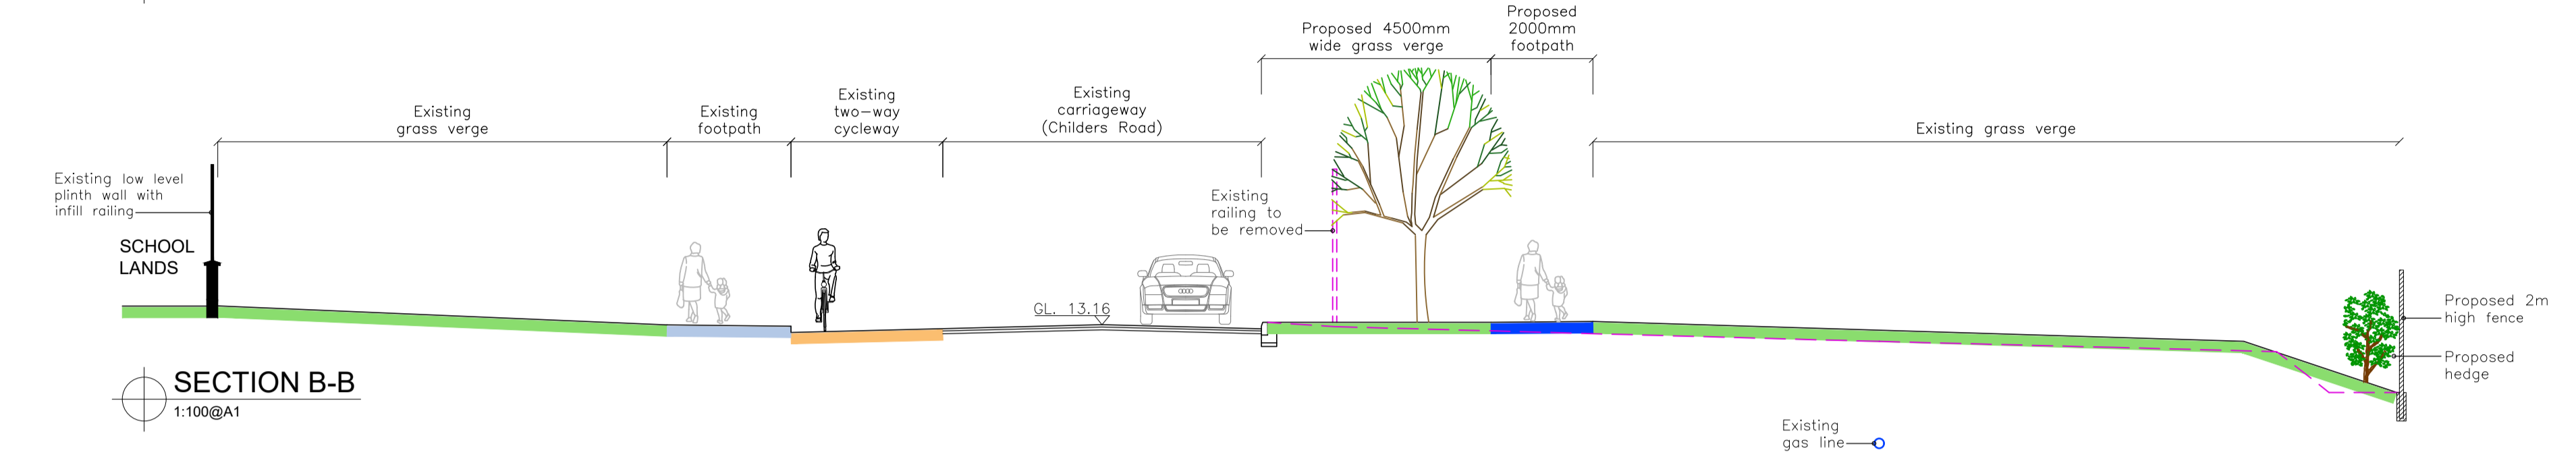 Proposed 4500mm
wide grass verge
Proposed
2000mm
footpath
Existing
grass verge
Existing
footpath
Existing
two-way
cycleway
Existing
carriageway
(Childers Road)
Existing grass verge
Existing low level
plinth wall with
infill railing
SCHOOL
LANDS
Existing
railing to
be removed
GL. 13.16
Proposed 2m
high fence
Proposed
hedge
SECTION B-B
1:100@A1
Existing
gas line